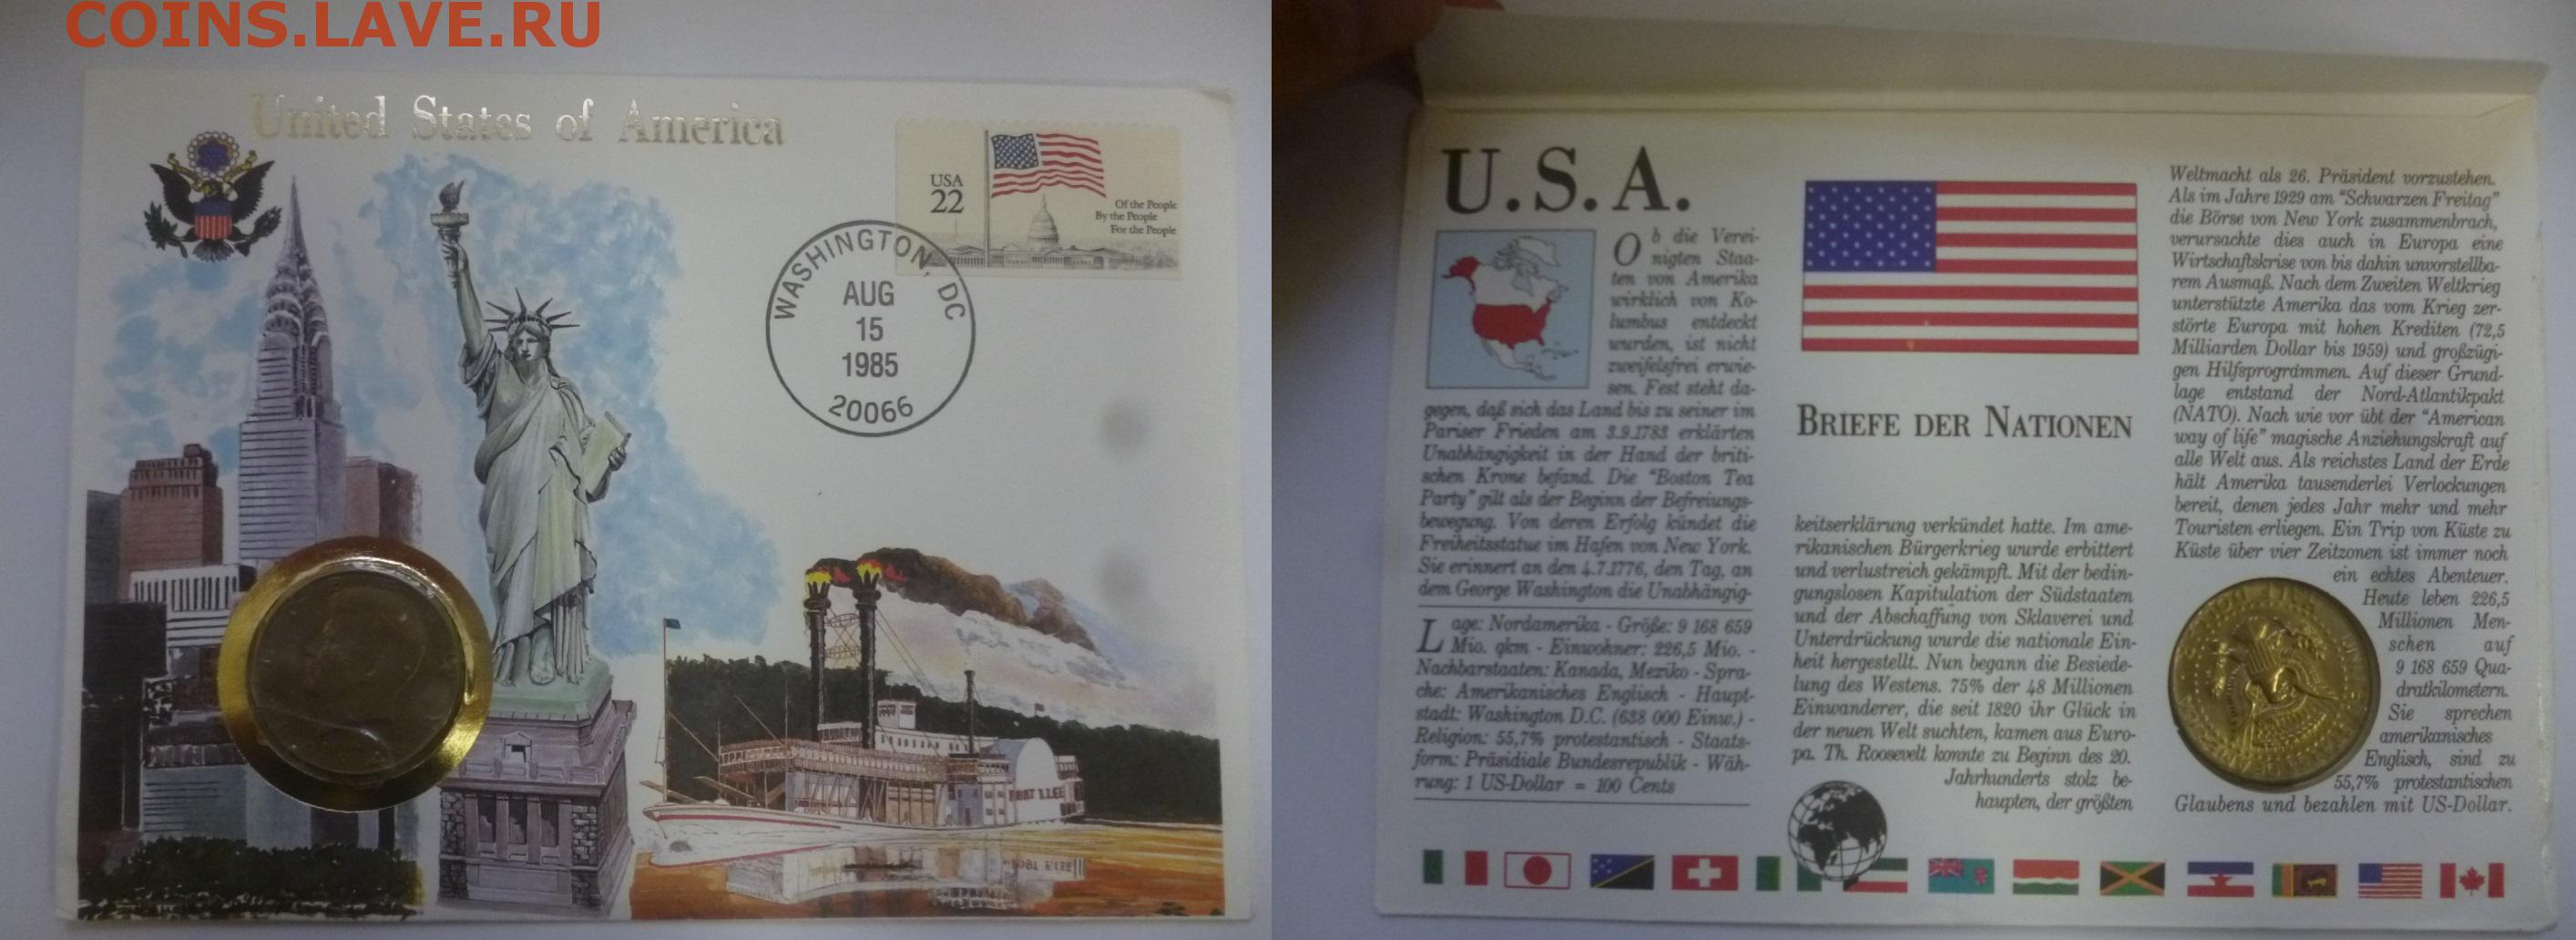 COINS.LAVE.RU
United States of America
USA
22
Of the People
By the People
For the People
WASHINGTON, DC
AUG
15
1985
20066
U.S.A.
Ob die Verei-
nigten Staa-
ten von Amerika
wirklich von Ko-
lumbus entdeckt
wurden, ist nicht
zweifelsfrei erwie-
sen. Fest steht da-
gegen, daß sich das Land bis zu seiner im
Pariser Frieden am 3.9.1783 erklärten
Unabhängigkeit in der Hand der briti-
schen Krone befand. Die "Boston Tea
Party" gilt als der Beginn der Befreiungs-
bewegung. Von deren Erfolg kündet die
Freiheitsstatue im Hafen von New York.
Sie erinnert an den 4.7.1776, den Tag, an
dem George Washington die Unabhängig-
Lage: Nordamerika - Größe: 9 168 659
Mio. qkm - Einwohner: 226,5 Mio. -
Nachbarstaaten: Kanada, Mexiko - Spra-
che: Amerikanisches Englisch - Haupt-
stadt: Washington D.C. (638 000 Einw.) -
Religion: 55,7% protestantisch - Staats-
form: Präsidiale Bundesrepublik - Wäh-
rung: 1 US-Dollar = 100 Cents
BRIEFE DER NATIONEN
keitserklärung verkündet hatte. Im ame-
rikanischen Bürgerkrieg wurde erbittert
und verlustreich gekämpft. Mit der bedin-
gungslosen Kapitulation der Südstaaten
und der Abschaffung von Sklaverei und
Unterdrückung wurde die nationale Ein-
heit hergestellt. Nun begann die Besiede-
lung des Westens. 75% der 48 Millionen
Einwanderer, die seit 1820 ihr Glück in
der neuen Welt suchten, kamen aus Euro-
pa. Th. Roosevelt konnte zu Beginn des 20.
Jahrhunderts stolz be-
haupten, der größten
Weltmacht als 26. Präsident vorzustehen.
Als im Jahre 1929 am "Schwarzen Freitag"
die Börse von New York zusammenbrach,
verursachte dies auch in Europa eine
Wirtschaftskrise von bis dahin unvorstellba-
rem Ausmaß. Nach dem Zweiten Weltkrieg
unterstützte Amerika das vom Krieg zer-
störte Europa mit hohen Krediten (72,5
Milliarden Dollar bis 1959) und großzügi-
gen Hilfsprogrammen. Auf dieser Grund-
lage entstand der Nord-Atlantikpakt
(NATO). Nach wie vor übt der "American
way of life" magische Anziehungskraft auf
alle Welt aus. Als reichstes Land der Erde
hält Amerika tausenderlei Verlockungen
bereit, denen jedes Jahr mehr und mehr
Touristen erliegen. Ein Trip von Küste zu
Küste über vier Zeitzonen ist immer noch
ein echtes Abenteuer.
Heute leben 226,5
Millionen Men-
schen auf
9 168 659 Qua-
dratkilometern.
Sie sprechen
amerikanisches
Englisch, sind zu
55,7% protestantischen
Glaubens und bezahlen mit US-Dollar.